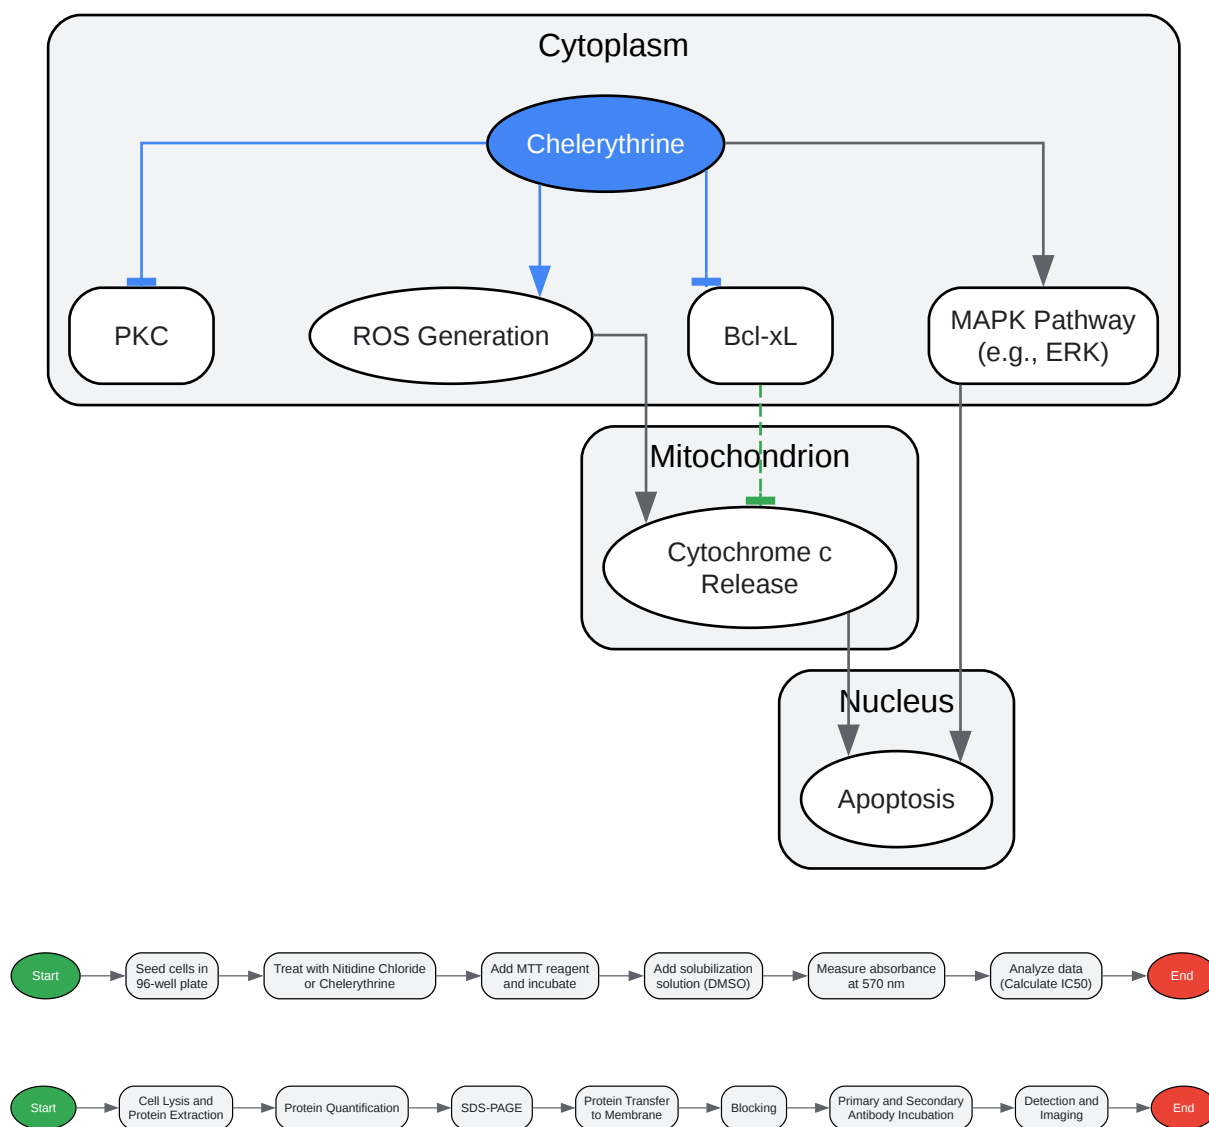 Cytoplasm
Chelerythrine
PKC
ROS Generation
Bcl-xL
MAPK Pathway
(e.g., ERK)
Mitochondrion
Cytochrome c
Release
Nucleus
Apoptosis
Start
Seed cells in
96-well plate
Treat with Nitidine Chloride
or Chelerythrine
Add MTT reagent
and incubate
Add solubilization
solution (DMSO)
Measure absorbance
at 570 nm
Analyze data
(Calculate IC50)
End
Start
Cell Lysis and
Protein Extraction
Protein Quantification
SDS-PAGE
Protein Transfer
to Membrane
Blocking
Primary and Secondary
Antibody Incubation
Detection and
Imaging
End